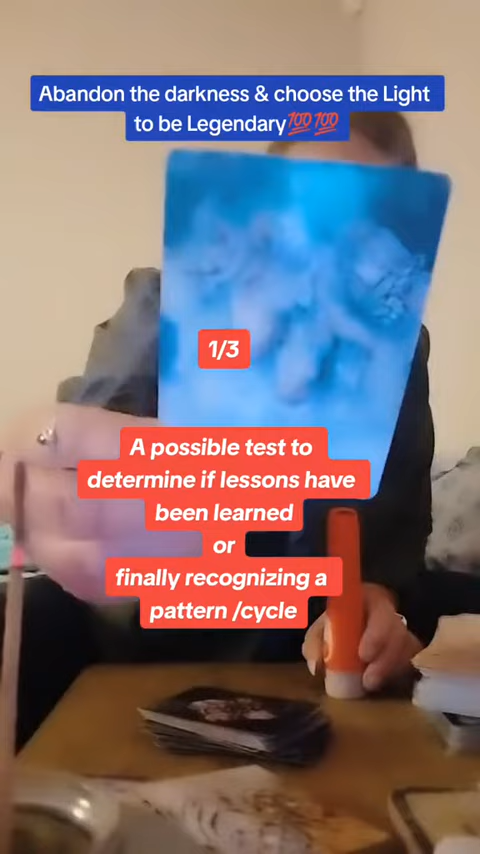 Abandon the darkness & choose the Light
to be Legendary💯💯
1/3
A possible test to
determine if lessons have
been learned
or
finally recognizing a
pattern /cycle